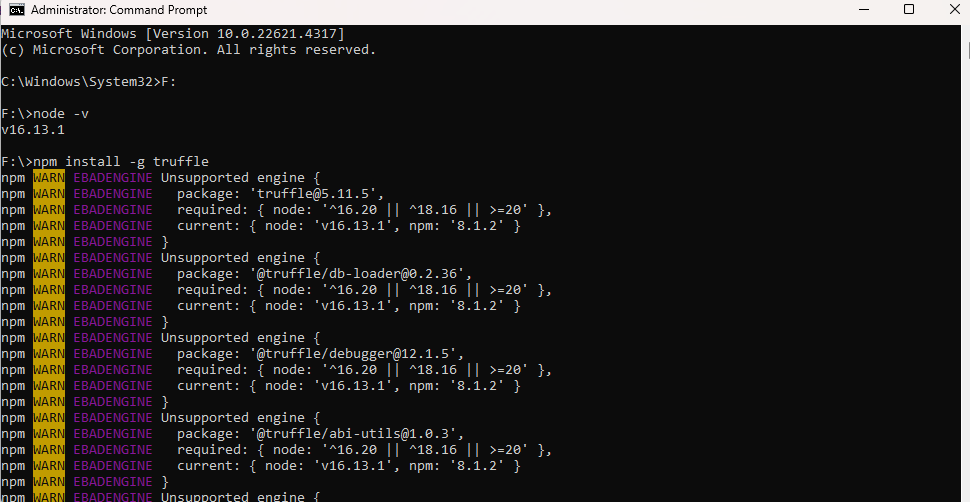 Administrator: Command Prompt
Microsoft Windows [Version 10.0.22621.4317]
(c) Microsoft Corporation. All rights reserved.
C:\Windows\System32>F:
F:\>node -v
v16.13.1
F:\>npm install -g truffle
npm WARN EBADENGINE Unsupported engine {
npm WARN EBADENGINE   package: 'truffle@5.11.5',
npm WARN EBADENGINE   required: { node: '^16.20 || ^18.16 || >=20' },
npm WARN EBADENGINE   current: { node: 'v16.13.1', npm: '8.1.2' }
npm WARN EBADENGINE }
npm WARN EBADENGINE Unsupported engine {
npm WARN EBADENGINE   package: '@truffle/db-loader@0.2.36',
npm WARN EBADENGINE   required: { node: '^16.20 || ^18.16 || >=20' },
npm WARN EBADENGINE   current: { node: 'v16.13.1', npm: '8.1.2' }
npm WARN EBADENGINE }
npm WARN EBADENGINE Unsupported engine {
npm WARN EBADENGINE   package: '@truffle/debugger@12.1.5',
npm WARN EBADENGINE   required: { node: '^16.20 || ^18.16 || >=20' },
npm WARN EBADENGINE   current: { node: 'v16.13.1', npm: '8.1.2' }
npm WARN EBADENGINE }
npm WARN EBADENGINE Unsupported engine {
npm WARN EBADENGINE   package: '@truffle/abi-utils@1.0.3',
npm WARN EBADENGINE   required: { node: '^16.20 || ^18.16 || >=20' },
npm WARN EBADENGINE   current: { node: 'v16.13.1', npm: '8.1.2' }
npm WARN EBADENGINE }
npm WARN EBADENGINE Unsupported engine {